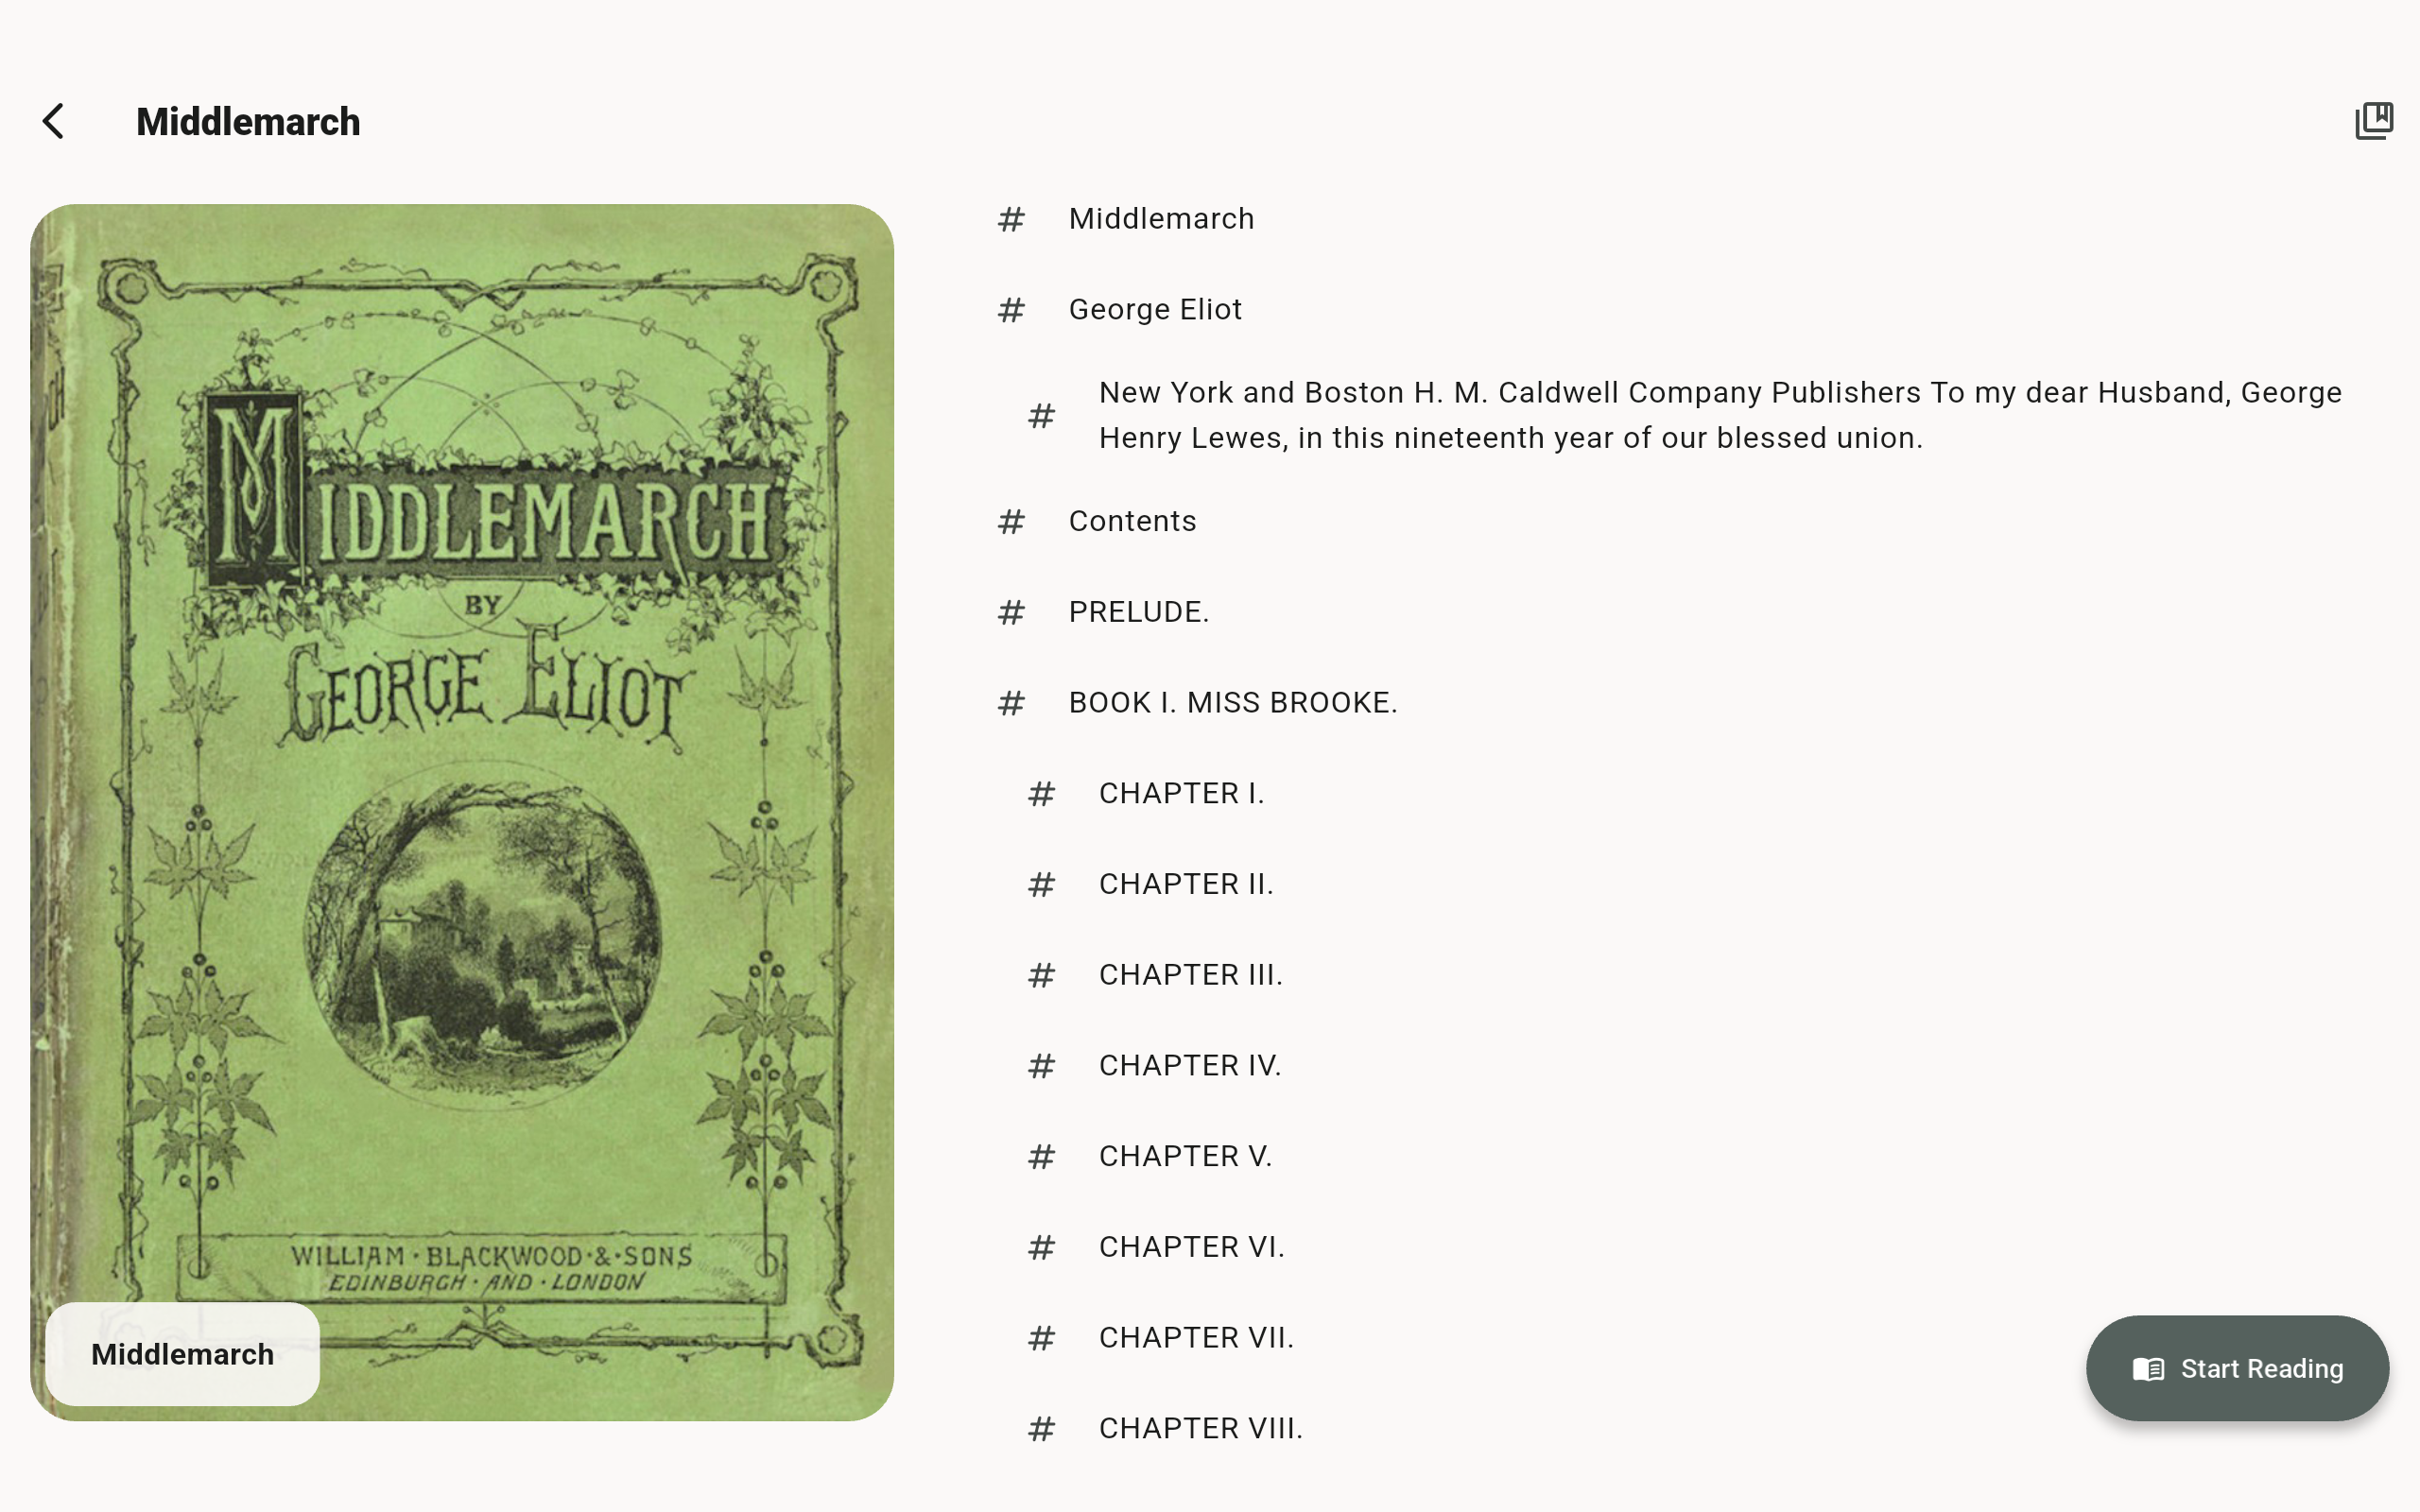 Middlemarch
MIDDLEMARCH
BY
GEORGE ELIOT
WILLIAM · BLACKWOOD · & · SONS
EDINBURGH · AND · LONDON
Middlemarch
# Middlemarch
# George Eliot
# New York and Boston H. M. Caldwell Company Publishers To my dear Husband, George
Henry Lewes, in this nineteenth year of our blessed union.
# Contents
# PRELUDE.
# BOOK I. MISS BROOKE.
# CHAPTER I.
# CHAPTER II.
# CHAPTER III.
# CHAPTER IV.
# CHAPTER V.
# CHAPTER VI.
# CHAPTER VII.
# CHAPTER VIII.
Start Reading